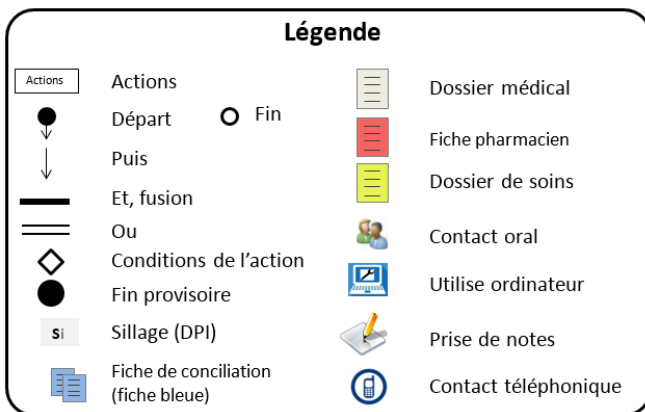 Légende
Actions Actions
Départ Fin
Puis
Et, fusion
Ou
Conditions de l’action
Fin provisoire
Si Sillage (DPI)
Fiche de conciliation
(fiche bleue)
Dossier médical
Fiche pharmacien
Dossier de soins
Contact oral
Utilise ordinateur
Prise de notes
Contact téléphonique